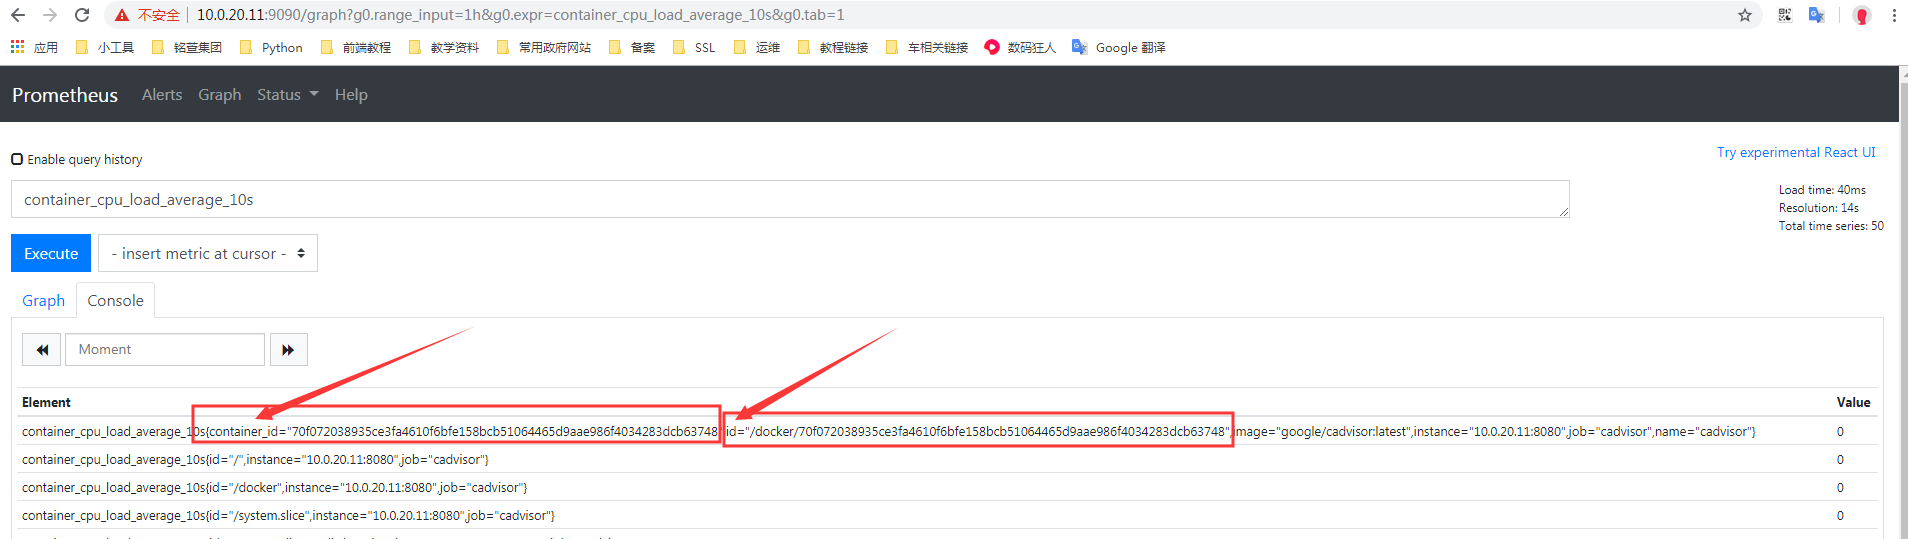 不安全 10.0.20.11:9090/graph?g0.range_input=1h&g0.expr=container_cpu_load_average_10s&g0.tab=1
应用 小工具 铭萱集团 Python 前端教程 教学资料 常用政府网站 备案 SSL 运维 教程链接 车相关链接 数码狂人 Google 翻译
Prometheus Alerts Graph Status Help
Enable query history
Try experimental React UI
container_cpu_load_average_10s
Load time: 40ms
Resolution: 14s
Total time series: 50
Execute - insert metric at cursor -
Graph Console
Moment
Element Value
container_cpu_load_average_10s{container_id="70f072038935ce3fa4610f6bfe158bcb51064465d9aae986f4034283dcb63748",id="/docker/70f072038935ce3fa4610f6bfe158bcb51064465d9aae986f4034283dcb63748",image="google/cadvisor:latest",instance="10.0.20.11:8080",job="cadvisor",name="cadvisor"} 0
container_cpu_load_average_10s{id="/",instance="10.0.20.11:8080",job="cadvisor"} 0
container_cpu_load_average_10s{id="/docker",instance="10.0.20.11:8080",job="cadvisor"} 0
container_cpu_load_average_10s{id="/system.slice",instance="10.0.20.11:8080",job="cadvisor"} 0